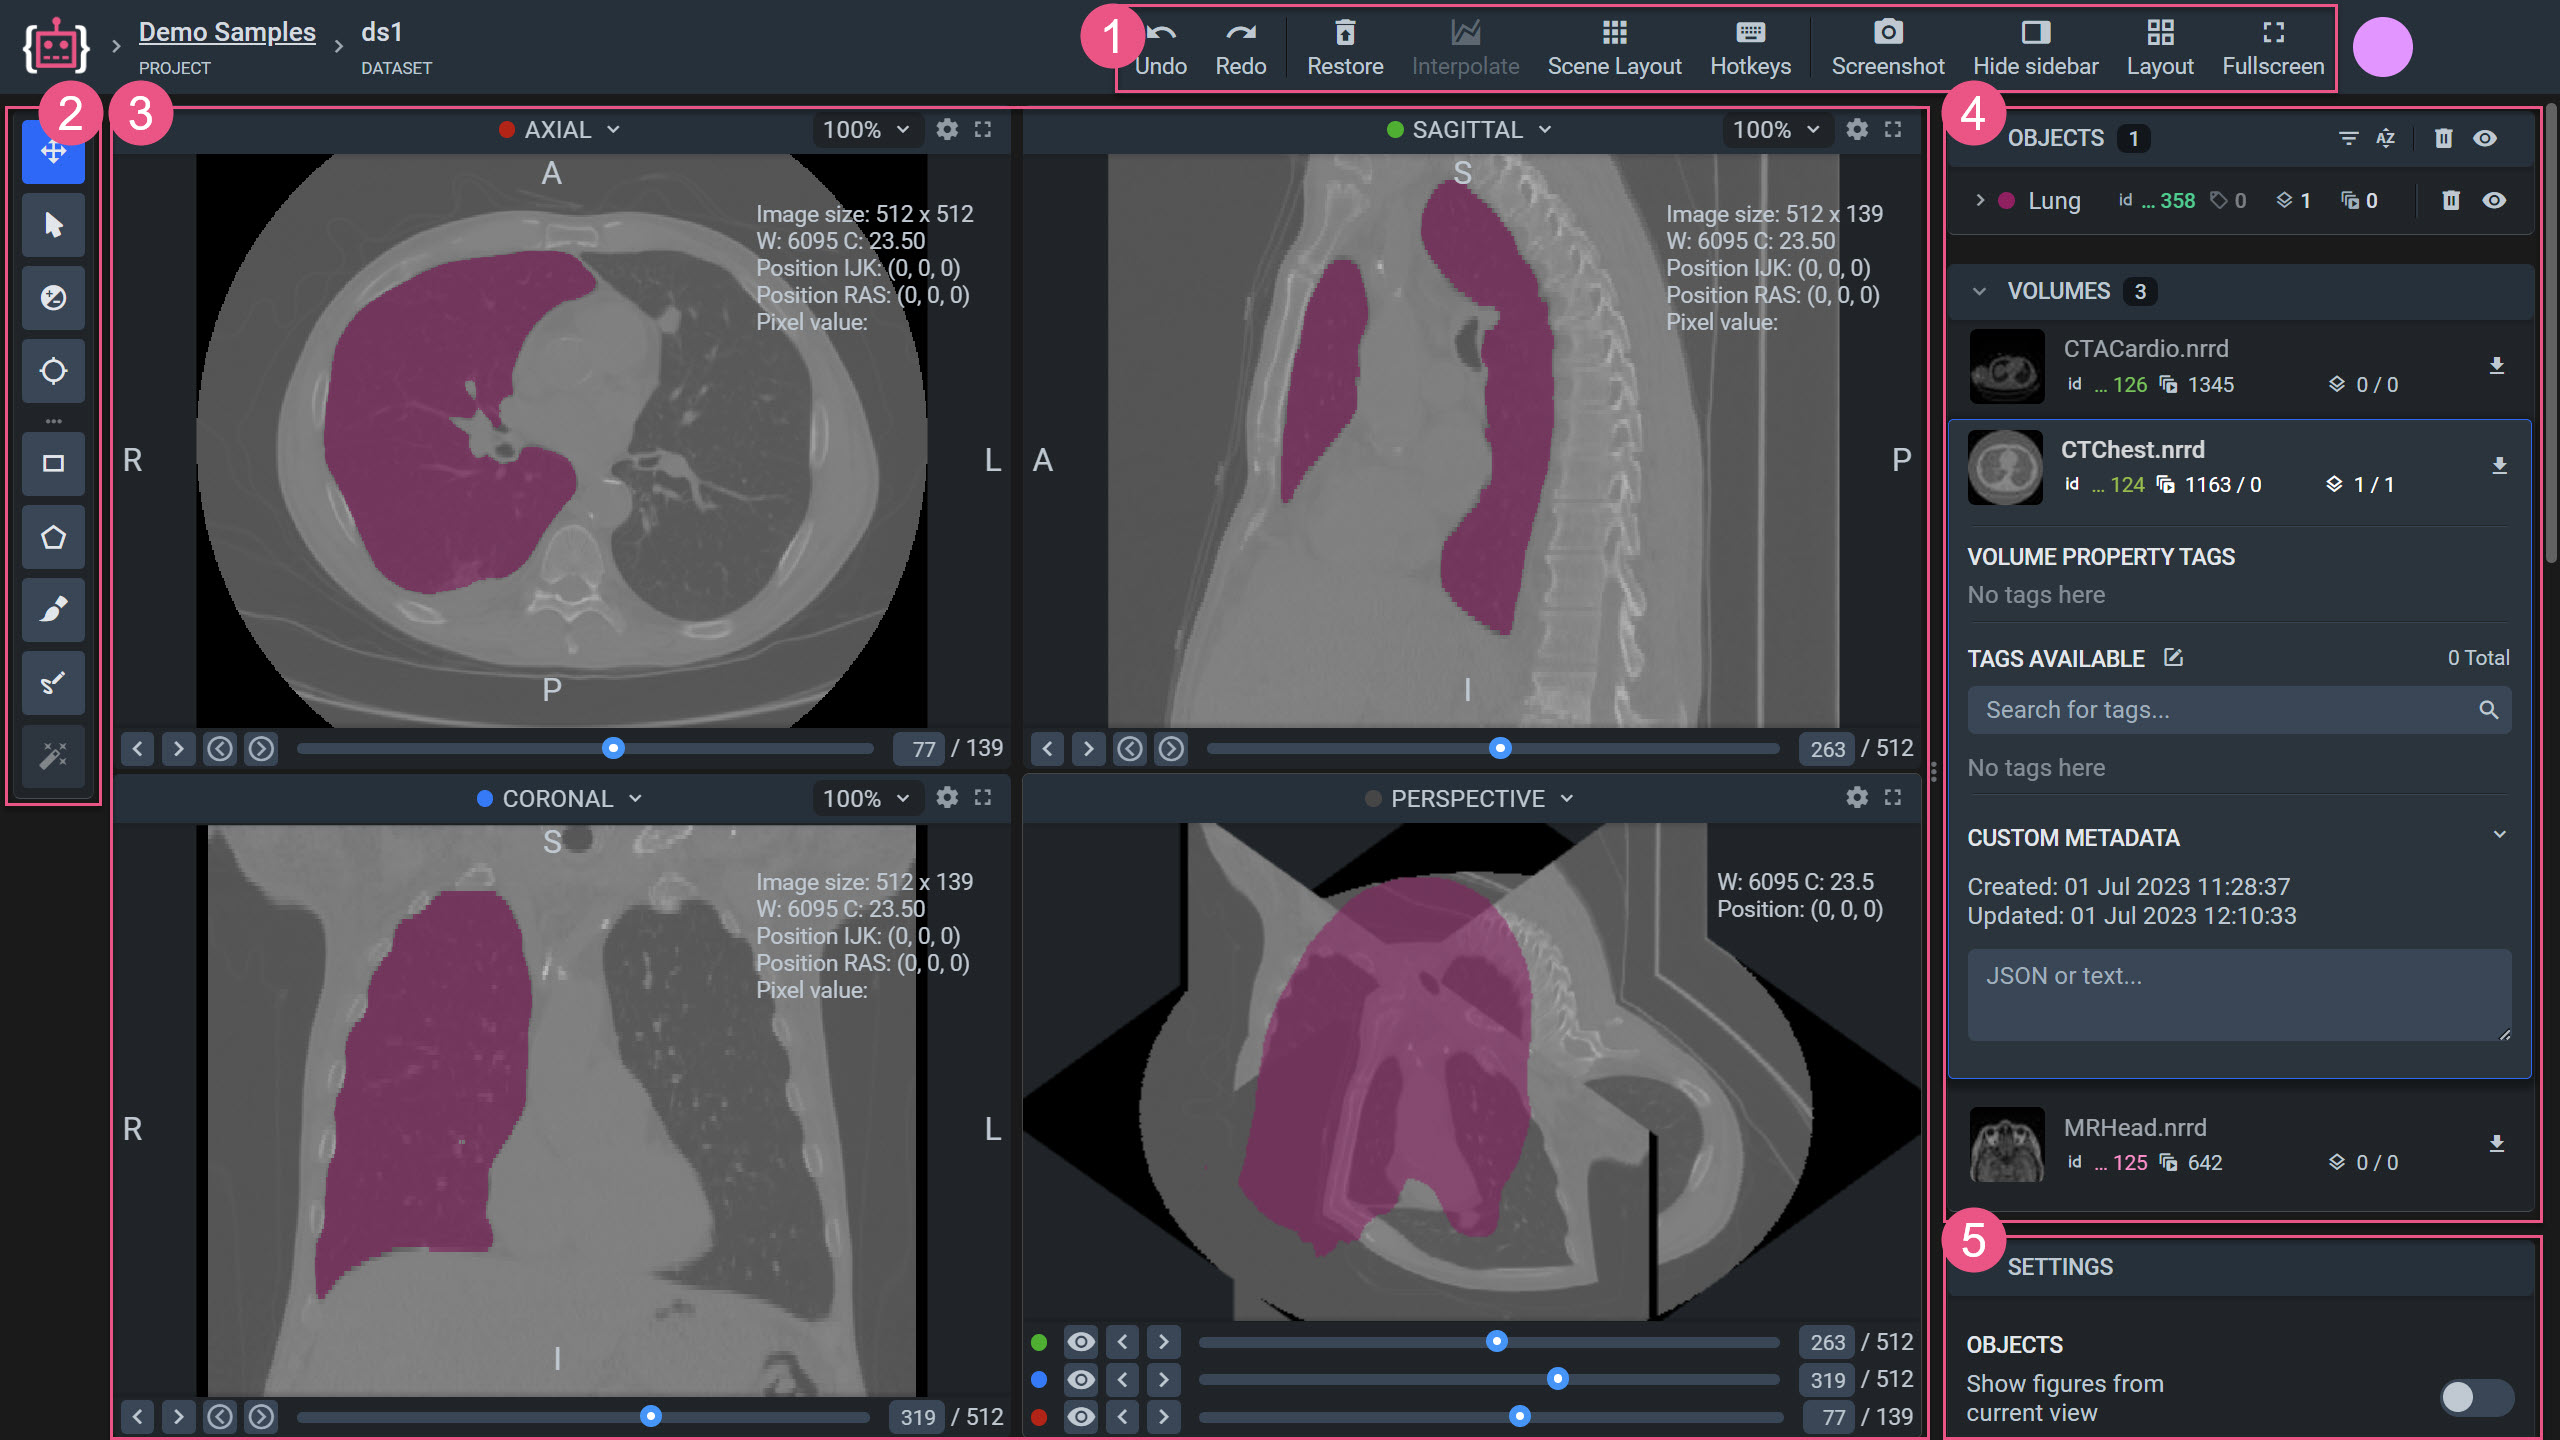 Demo Samples
PROJECT
ds1
DATASET
1
Undo
Redo
Restore
Interpolate
Scene Layout
Hotkeys
Screenshot
Hide sidebar
Layout
Fullscreen
2
3
AXIAL
100%
A
Image size: 512 x 512
W: 6095 C: 23.50
Position IJK: (0, 0, 0)
Position RAS: (0, 0, 0)
Pixel value:
R
L
P
77 / 139
SAGITTAL
100%
S
Image size: 512 x 139
W: 6095 C: 23.50
Position IJK: (0, 0, 0)
Position RAS: (0, 0, 0)
Pixel value:
A
P
I
263 / 512
CORONAL
100%
S
Image size: 512 x 139
W: 6095 C: 23.50
Position IJK: (0, 0, 0)
Position RAS: (0, 0, 0)
Pixel value:
R
L
I
319 / 512
PERSPECTIVE
W: 6095 C: 23.5
Position: (0, 0, 0)
263 / 512
319 / 512
77 / 139
4
OBJECTS 1
AZ
Lung id ... 358 0 1 0
VOLUMES 3
CTACardio.nrrd
id ... 126 1345 0 / 0
CTChest.nrrd
id ... 124 1163 / 0 1 / 1
VOLUME PROPERTY TAGS
No tags here
TAGS AVAILABLE 0 Total
Search for tags...
No tags here
CUSTOM METADATA
Created: 01 Jul 2023 11:28:37
Updated: 01 Jul 2023 12:10:33
JSON or text...
MRHead.nrrd
id ... 125 642 0 / 0
5
SETTINGS
OBJECTS
Show figures from
current view